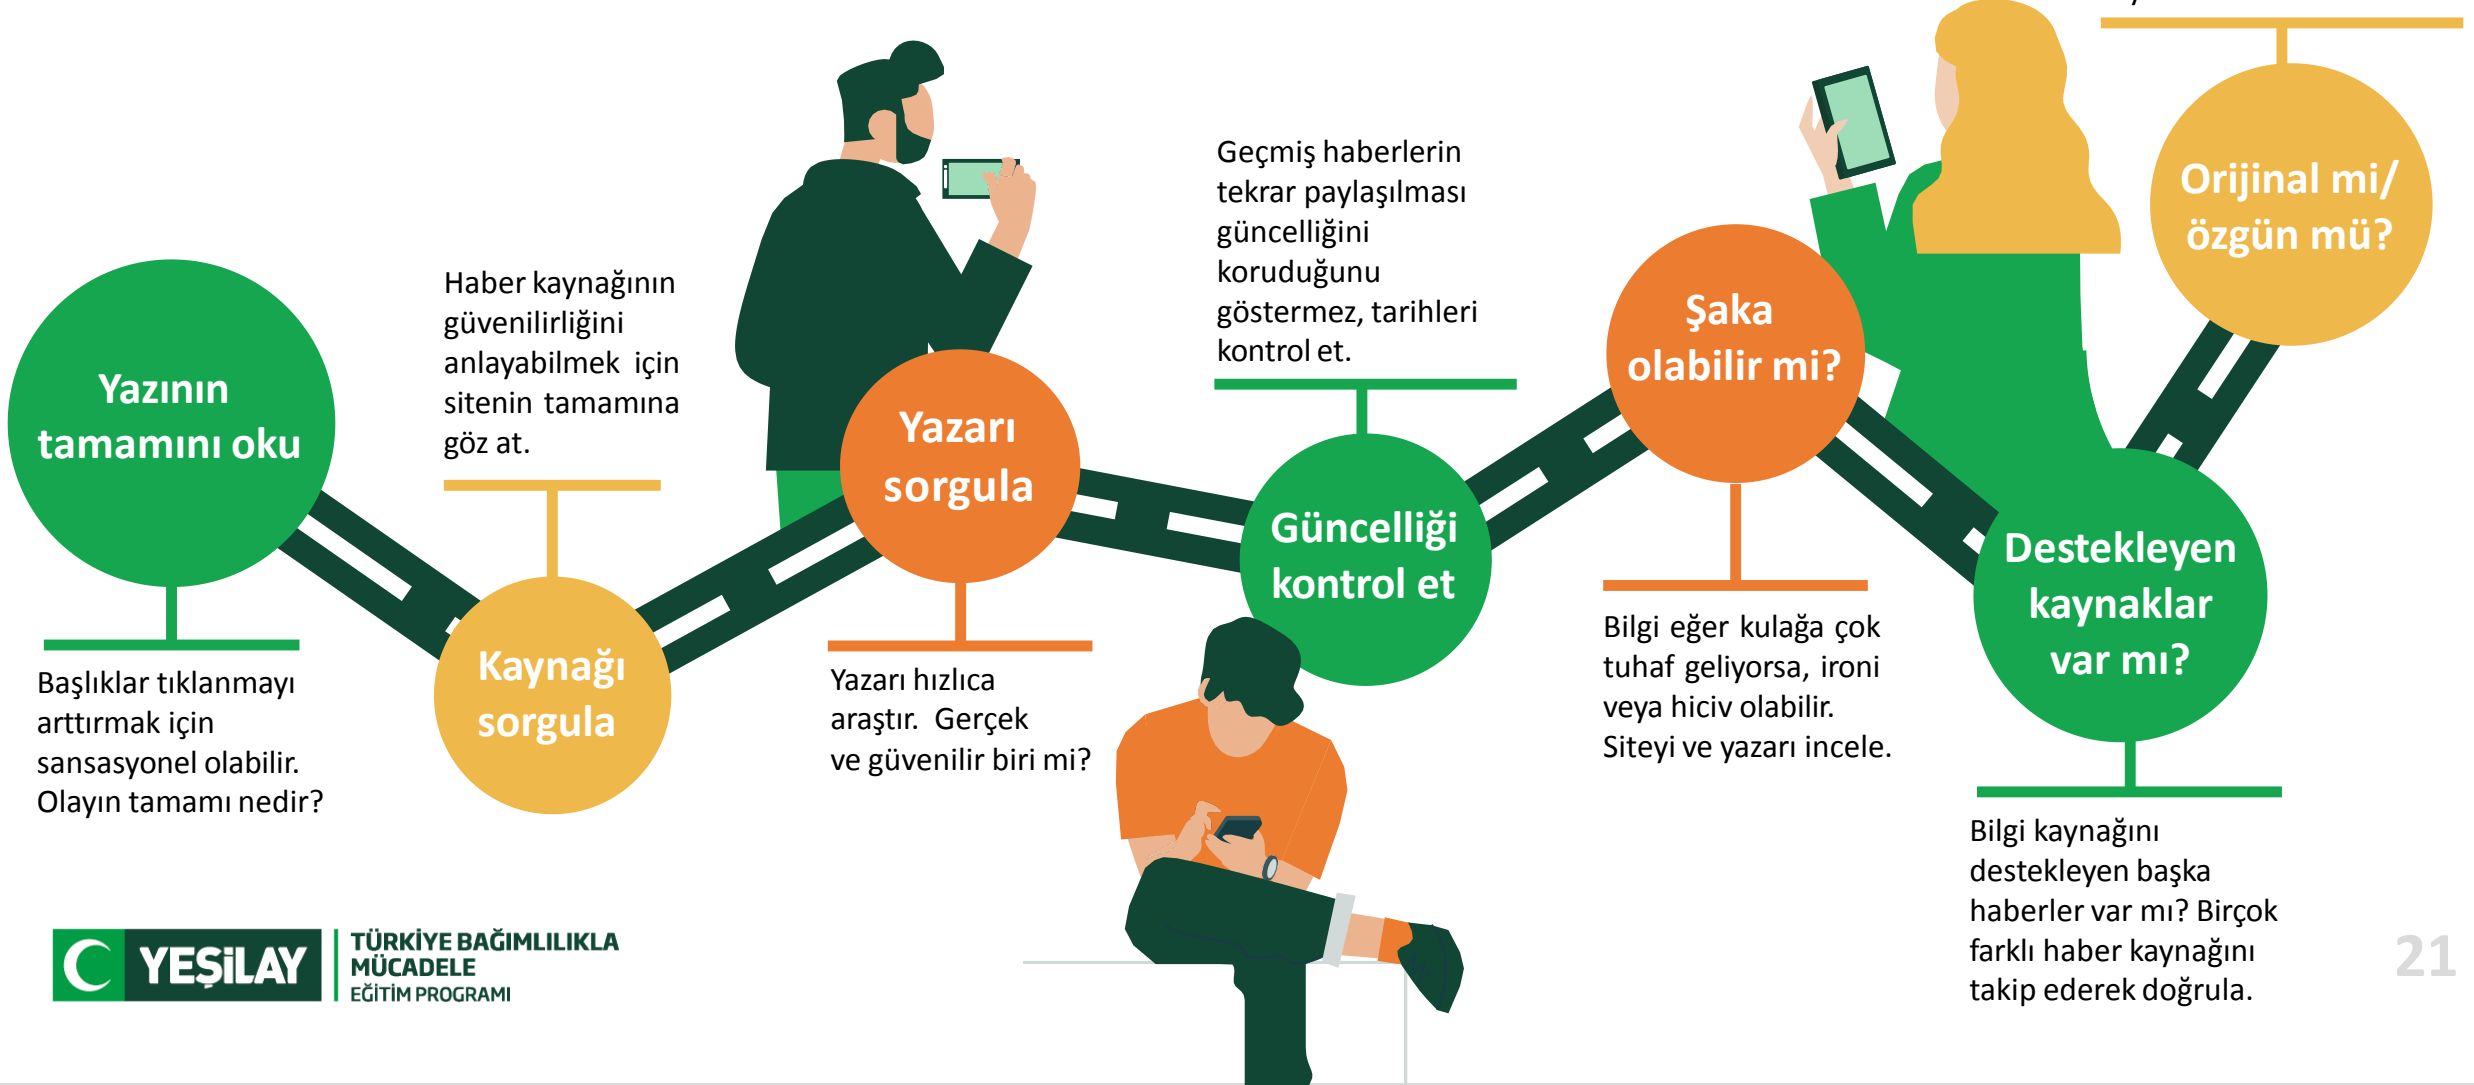 Yazının
tamamını oku
Başlıklar tıklanmayı
arttırmak için
sansasyonel olabilir.
Olayın tamamı nedir?
Haber kaynağının
güvenilirliğini
anlayabilmek için
sitenin tamamına
göz at.
Kaynağı
sorgula
Yazarı
sorgula
Yazarı hızlıca
araştır. Gerçek
ve güvenilir biri mi?
Geçmiş haberlerin
tekrar paylaşılması
güncelliğini
koruduğunu
göstermez, tarihleri
kontrol et.
Güncelliği
kontrol et
Şaka
olabilir mi?
Bilgi eğer kulağa çok
tuhaf geliyorsa, ironi
veya hiciv olabilir.
Siteyi ve yazarı incele.
Destekleyen
kaynaklar
var mı?
Bilgi kaynağını
destekleyen başka
haberler var mı? Birçok
farklı haber kaynağını
takip ederek doğrula.
Orijinal mi/
özgün mü?
YEŞİLAY
TÜRKİYE BAĞIMLILIKLA
MÜCADELE
EĞİTİM PROGRAMI
21